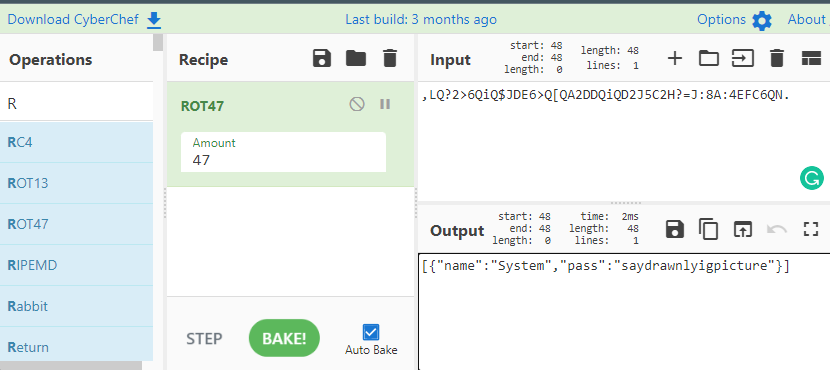 Download CyberChef
Last build: 3 months ago
Options
About
Operations
R
RC4
ROT13
ROT47
RIPEMD
Rabbit
Return
Recipe
ROT47
Amount
47
STEP
BAKE!
Auto Bake
Input
start: 48
end: 48
length: 0
length: 48
lines: 1
,LQ?2>6QiQ$JDE6>Q[QA2DDQiQD2J5C2H?=J:8A:4EFC6QN.
Output
start: 48
end: 48
length: 0
time: 2ms
length: 48
lines: 1
[{"name":"System","pass":"saydrawnlyigpicture"}]